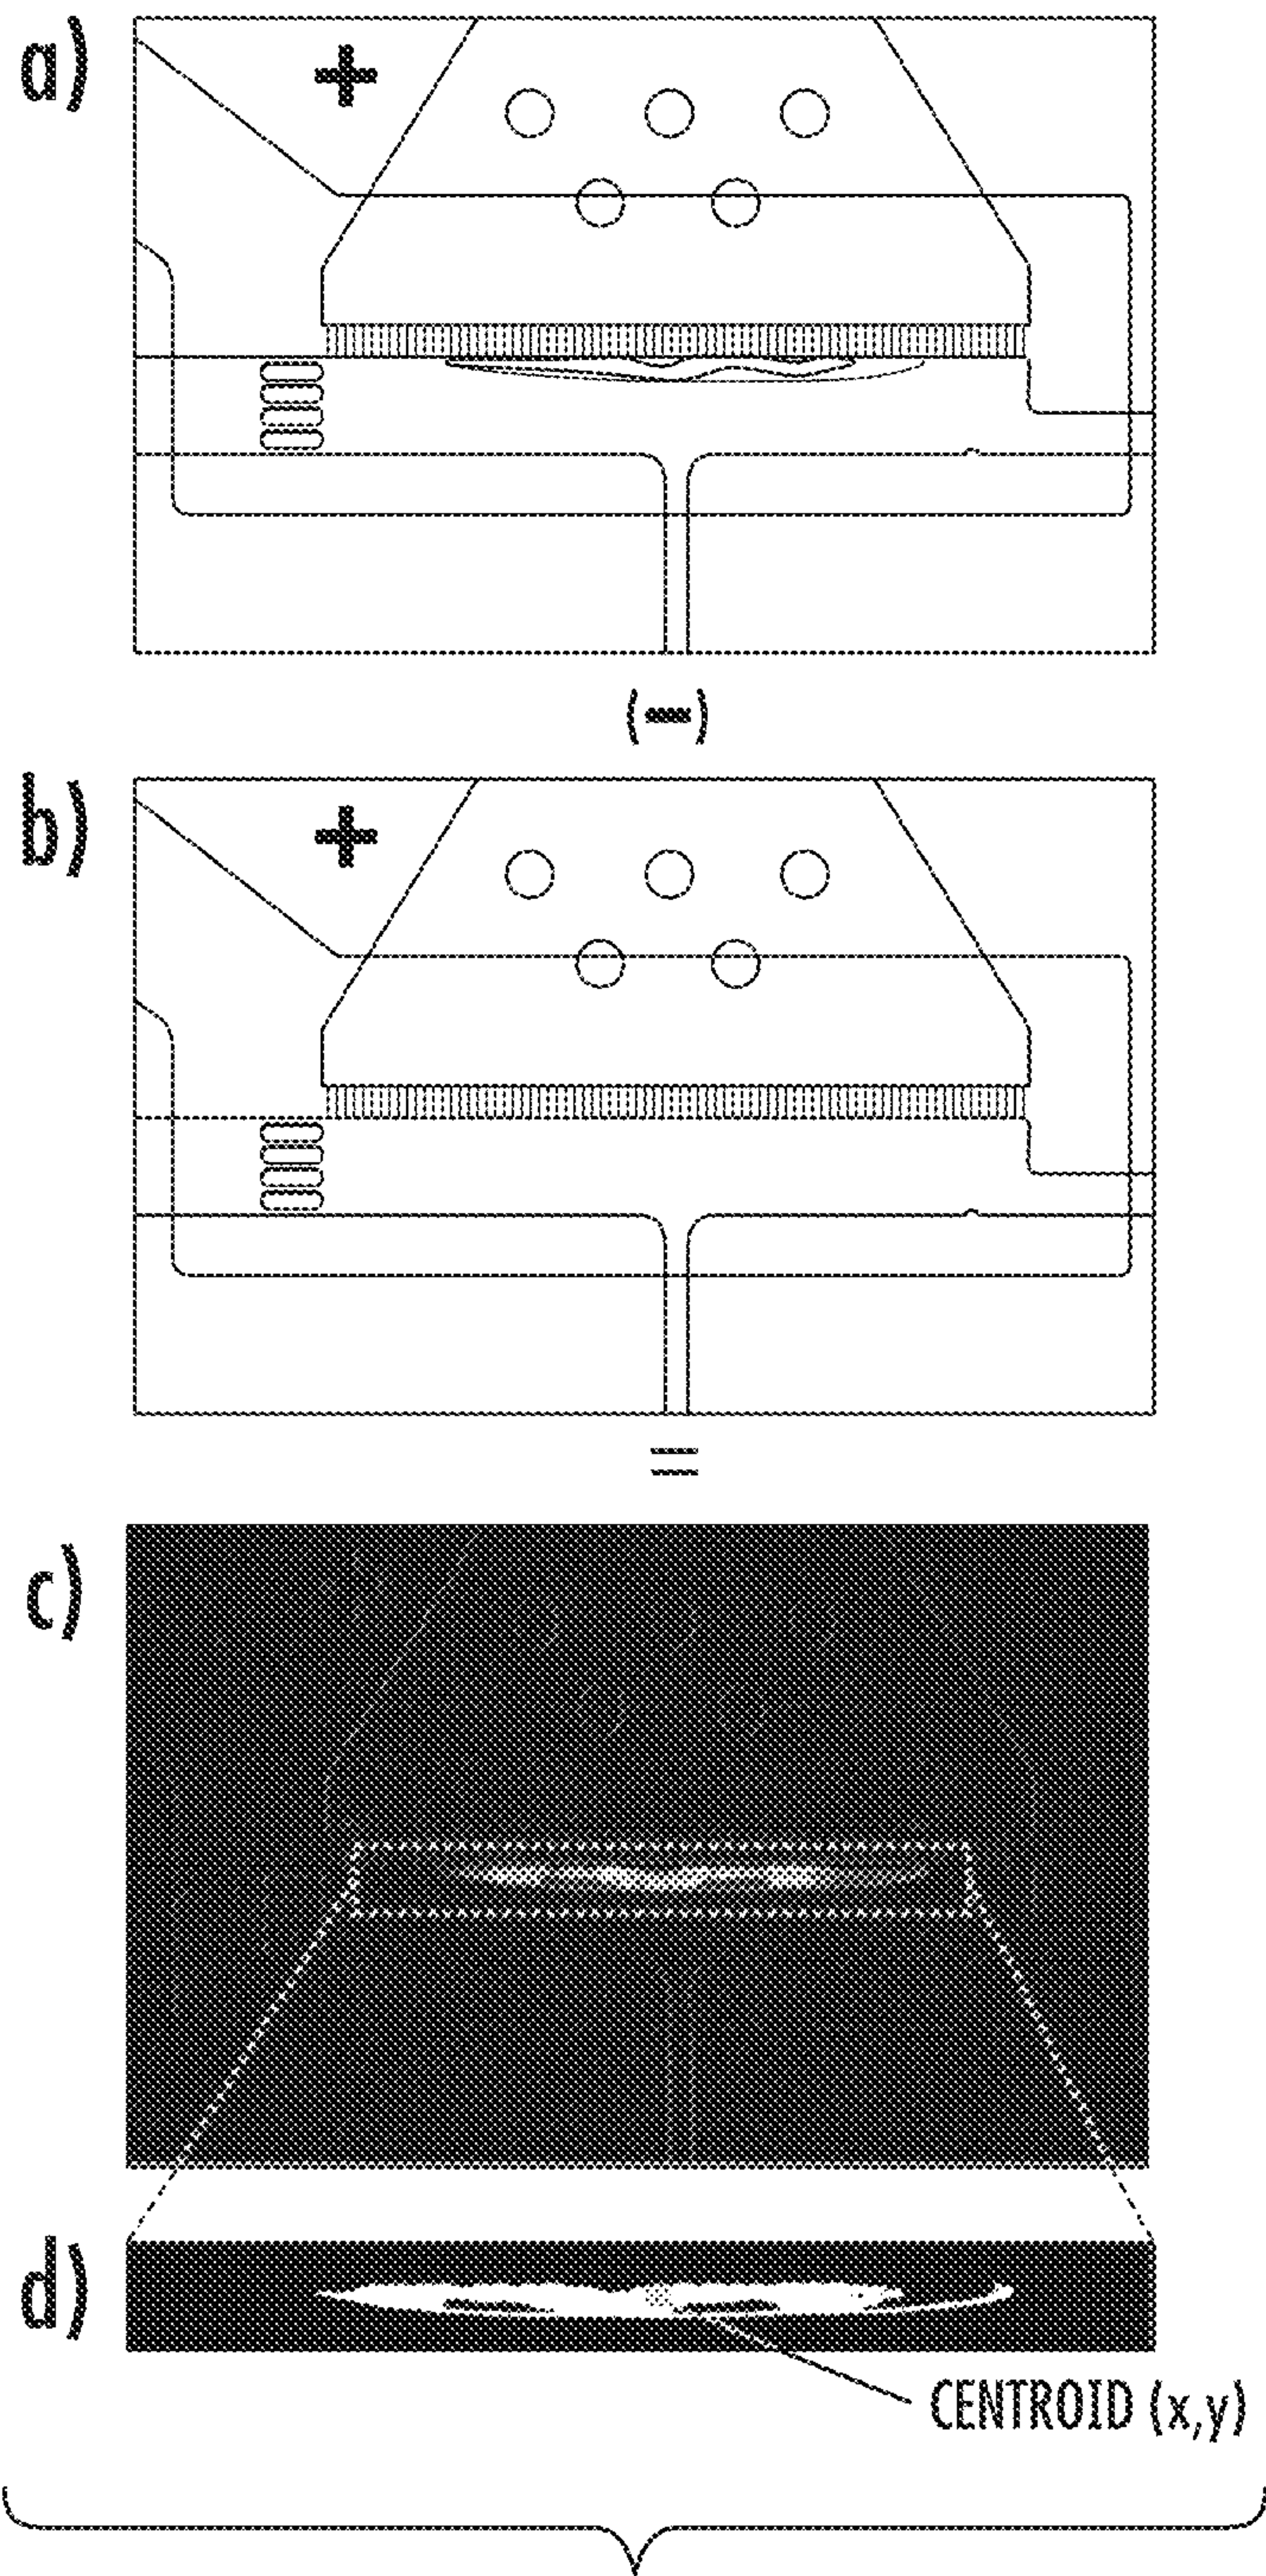 a)
+
(−)
b)
+
=
c)
d)
CENTROID (x,y)